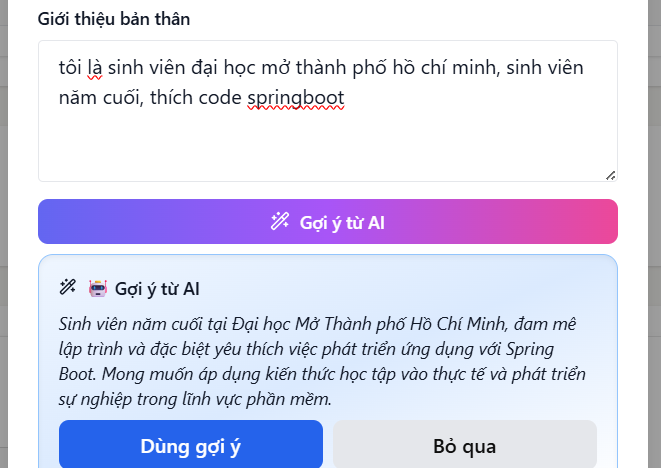 Giới thiệu bản thân
tôi là sinh viên đại học mở thành phố hồ chí minh, sinh viên
năm cuối, thích code springboot
Gợi ý từ AI
Gợi ý từ AI
Sinh viên năm cuối tại Đại học Mở Thành phố Hồ Chí Minh, đam mê
lập trình và đặc biệt yêu thích việc phát triển ứng dụng với Spring
Boot. Mong muốn áp dụng kiến thức học tập vào thực tế và phát triển
sự nghiệp trong lĩnh vực phần mềm.
Dùng gợi ý
Bỏ qua